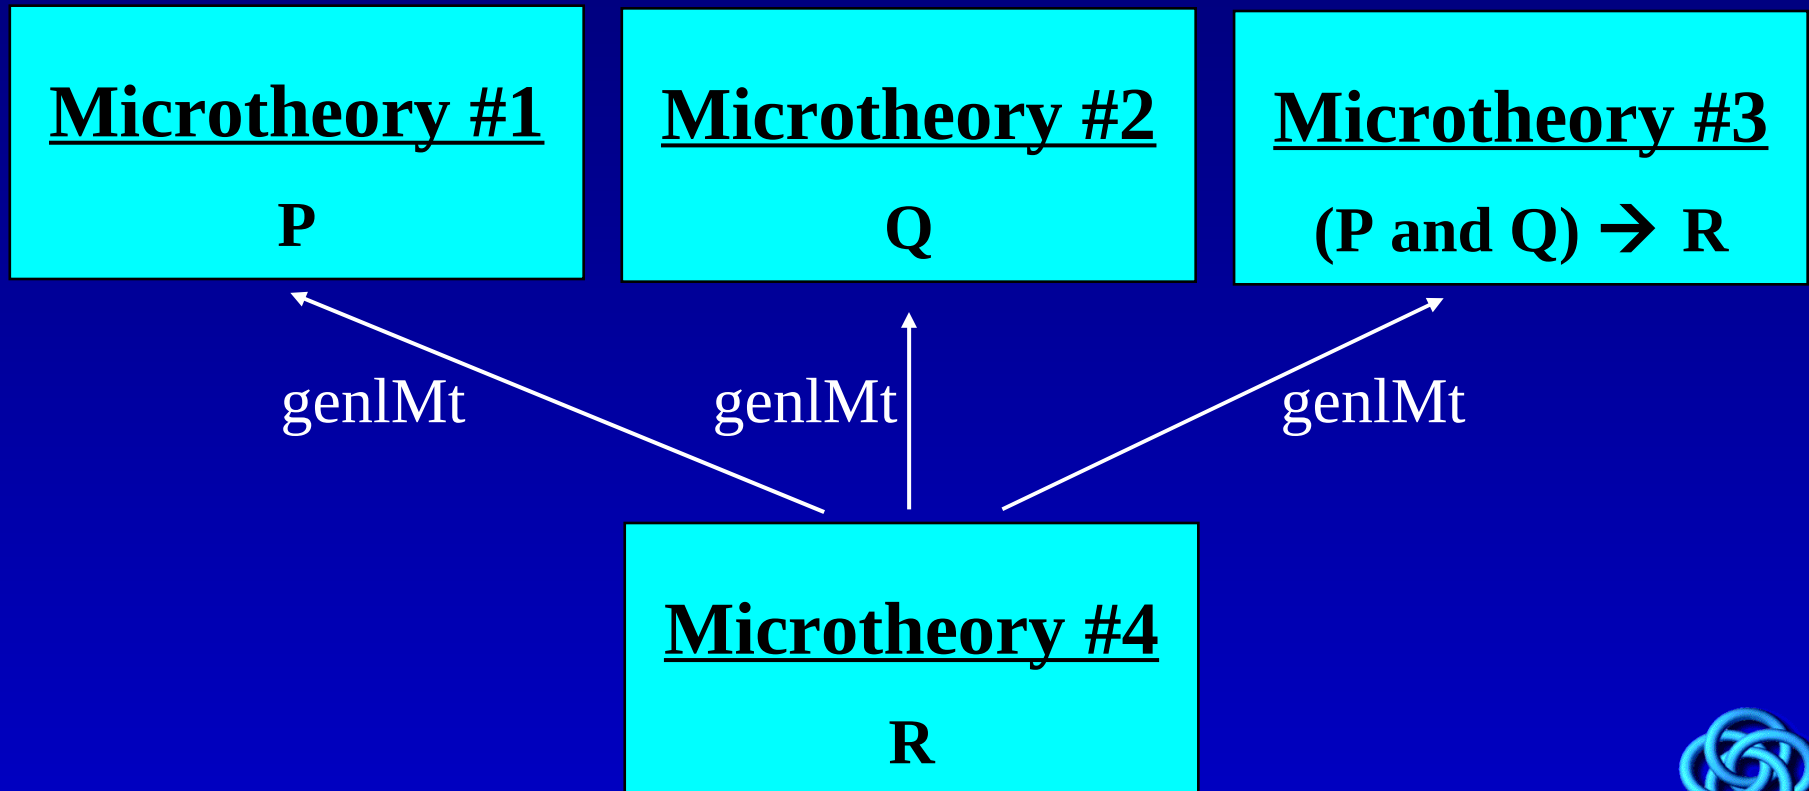 Microtheory #1
P
Microtheory #2
Q
Microtheory #3
(P and Q) → R
genlMt
genlMt
genlMt
Microtheory #4
R